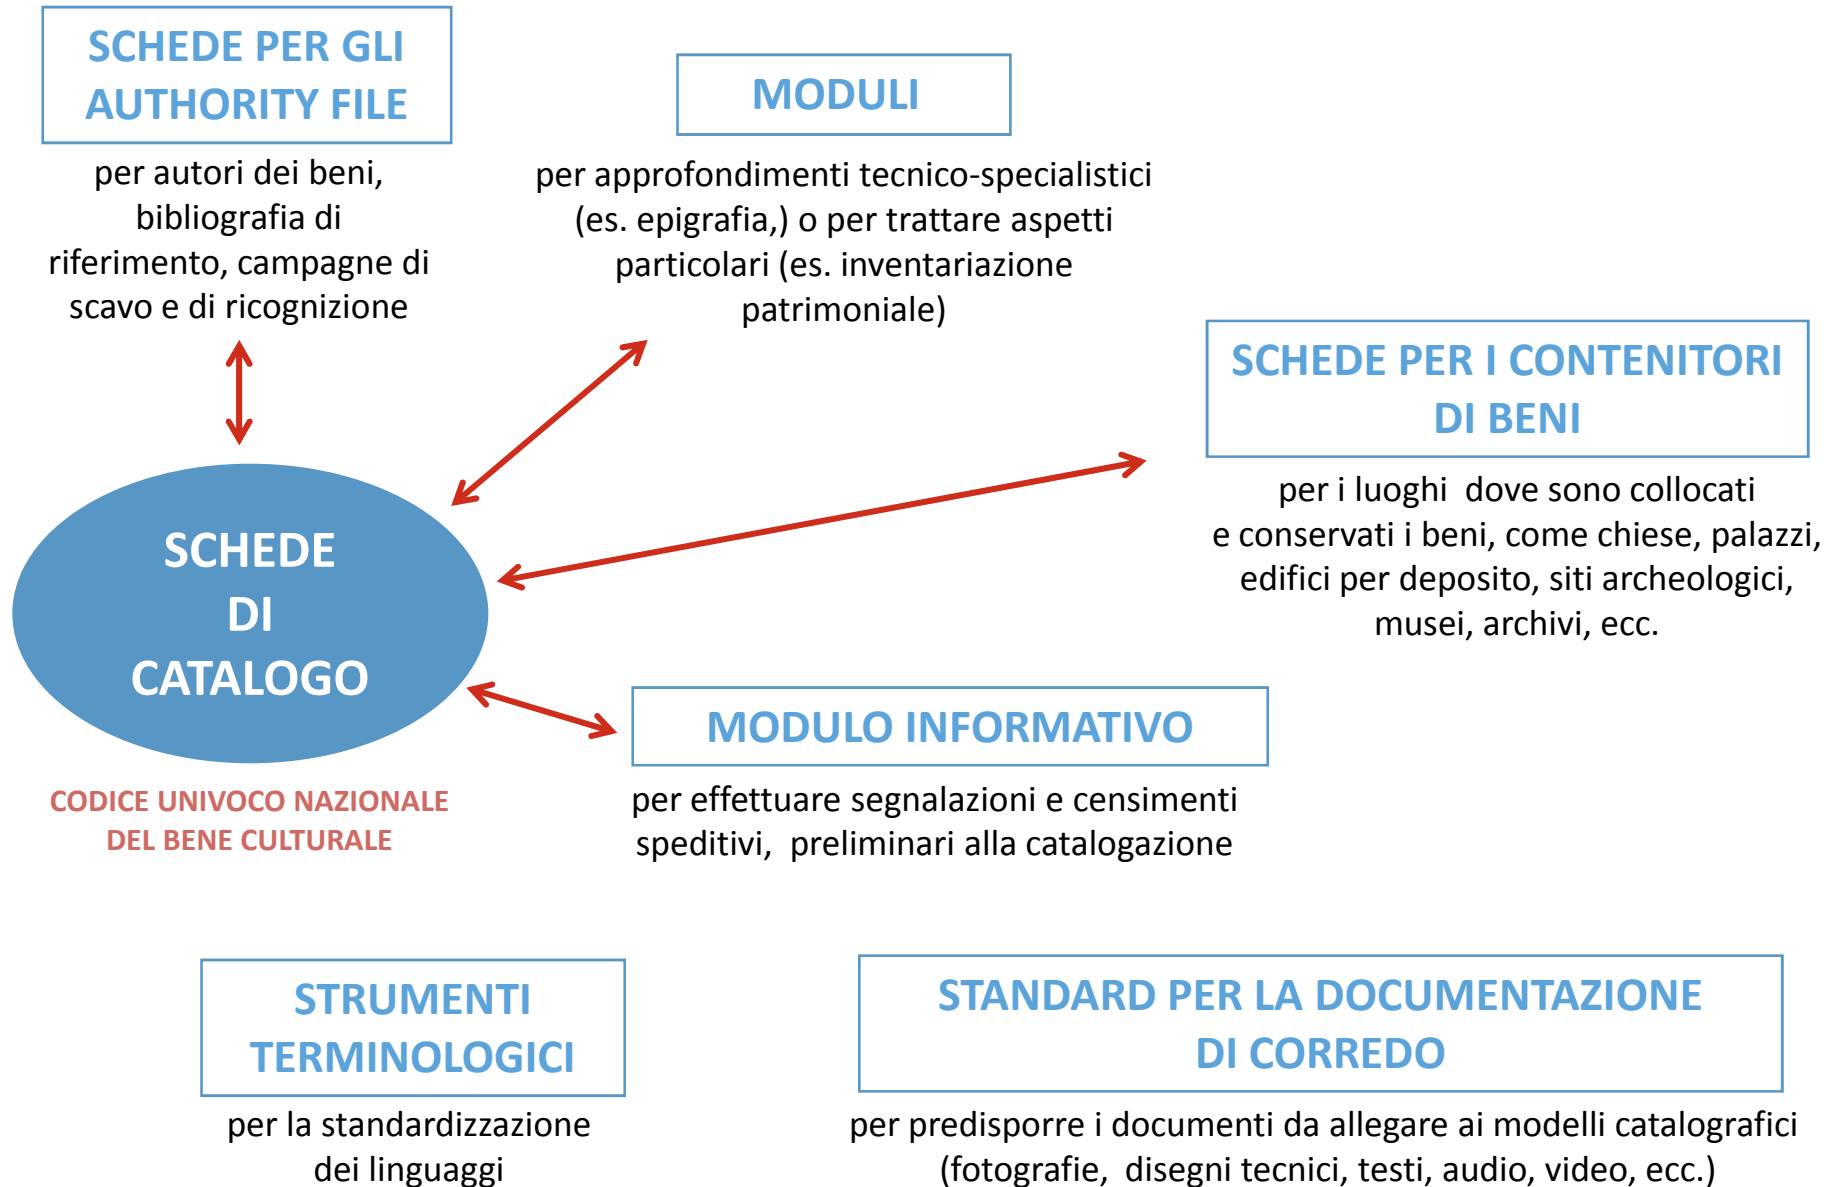 SCHEDE PER GLI
AUTHORITY FILE
per autori dei beni,
bibliografia di
riferimento, campagne di
scavo e di ricognizione
MODULI
per approfondimenti tecnico-specialistici
(es. epigrafia,) o per trattare aspetti
particolari (es. inventariazione
patrimoniale)
SCHEDE PER I CONTENITORI
DI BENI
per i luoghi dove sono collocati
e conservati i beni, come chiese, palazzi,
edifici per deposito, siti archeologici,
musei, archivi, ecc.
SCHEDE
DI
CATALOGO
CODICE UNIVOCO NAZIONALE
DEL BENE CULTURALE
MODULO INFORMATIVO
per effettuare segnalazioni e censimenti
speditivi, preliminari alla catalogazione
STRUMENTI
TERMINOLOGICI
per la standardizzazione
dei linguaggi
STANDARD PER LA DOCUMENTAZIONE
DI CORREDO
per predisporre i documenti da allegare ai modelli catalografici
(fotografie, disegni tecnici, testi, audio, video, ecc.)